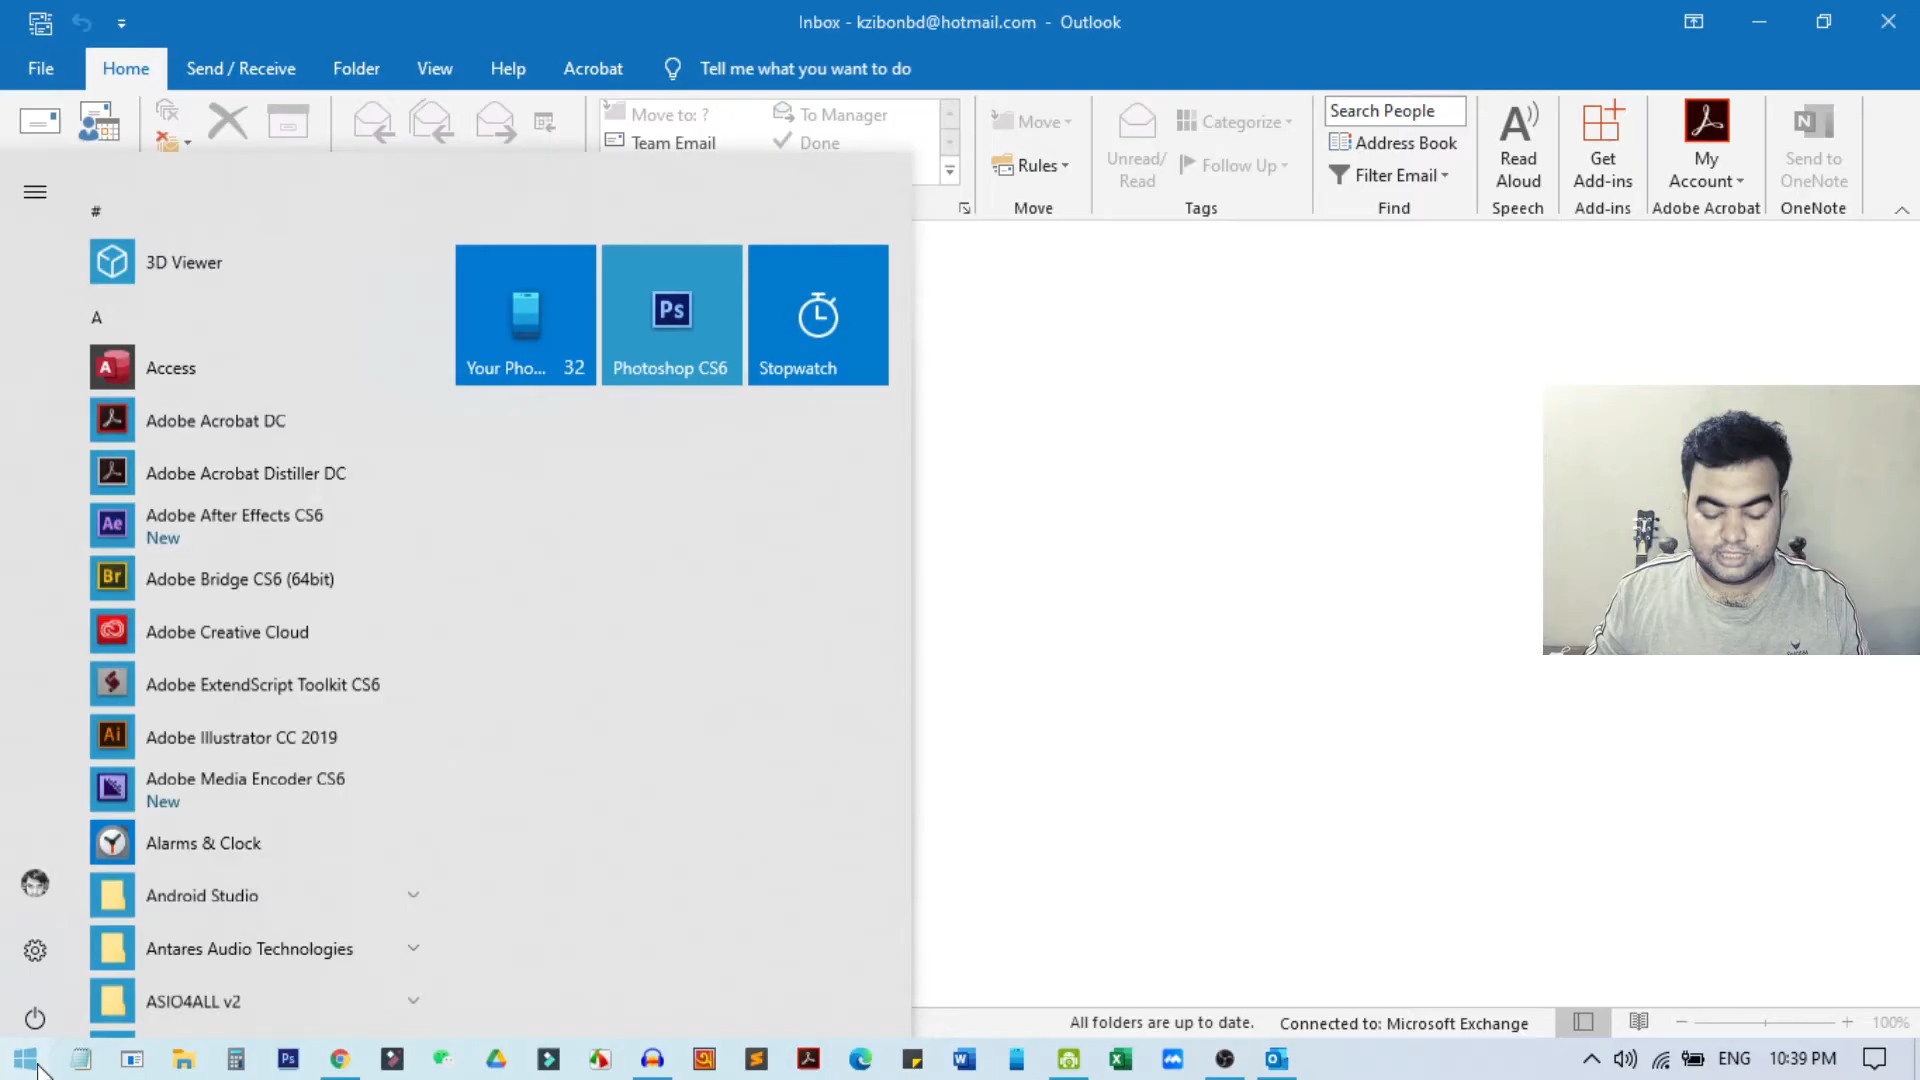 Inbox - kzibonbd@hotmail.com - Outlook
File Home Send / Receive Folder View Help Acrobat Tell me what you want to do
Move to: ? To Manager
Team Email Done
Move
Rules
Move
Unread/ Read
Categorize
Follow Up
Tags
Search People
Address Book
Filter Email
Find
Read Aloud
Speech
Get Add-ins
Add-ins
My Account
Adobe Acrobat
Send to OneNote
OneNote
#
3D Viewer
A
Access
Adobe Acrobat DC
Adobe Acrobat Distiller DC
Adobe After Effects CS6
New
Adobe Bridge CS6 (64bit)
Adobe Creative Cloud
Adobe ExtendScript Toolkit CS6
Adobe Illustrator CC 2019
Adobe Media Encoder CS6
New
Alarms & Clock
Android Studio
Antares Audio Technologies
ASIO4ALL v2
Your Pho... 32
Ps
Photoshop CS6
Stopwatch
All folders are up to date. Connected to: Microsoft Exchange 100%
ENG 10:39 PM